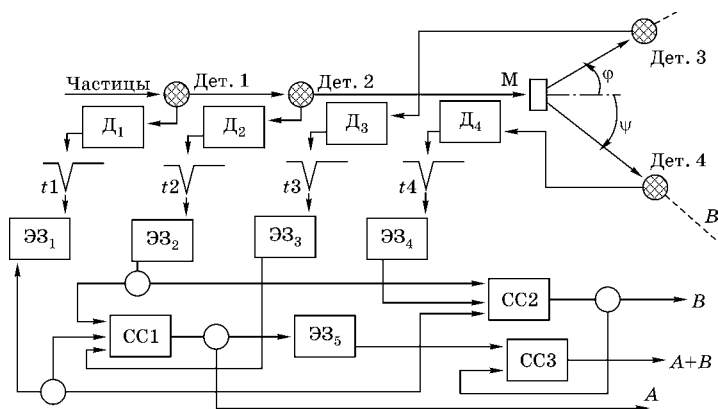 Дет. 3
Частицы Дет. 1 Дет. 2 М φ
Д₁ Д₂ Д₃ Д₄ ψ
Дет. 4
t1 t2 t3 t4
B
ЭЗ₁ ЭЗ₂ ЭЗ₃ ЭЗ₄
СС2 B
СС1 ЭЗ₅
СС3 A+B
A